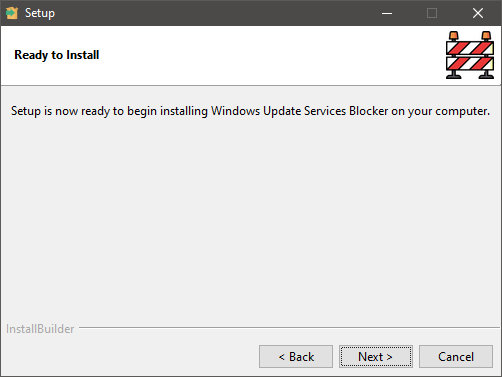 Setup
Ready to Install
Setup is now ready to begin installing Windows Update Services Blocker on your computer.
InstallBuilder
< Back
Next >
Cancel